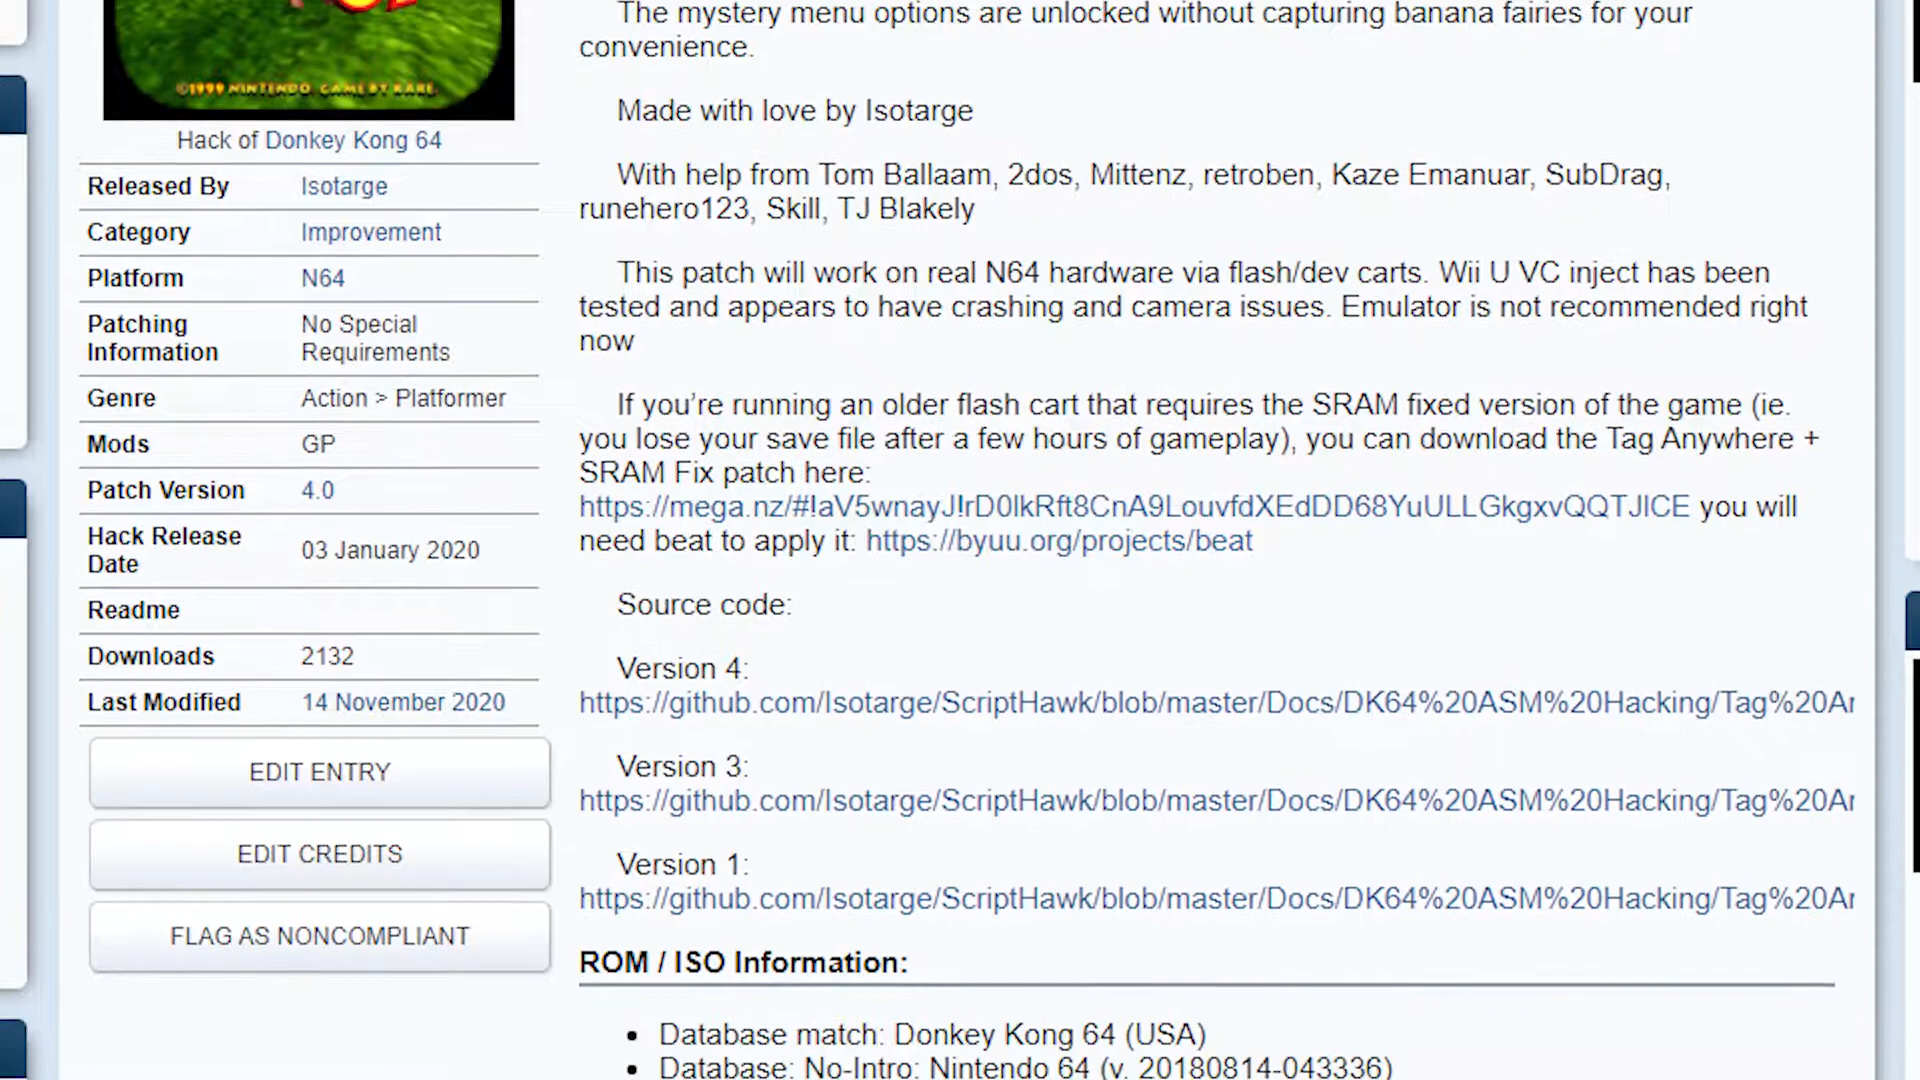 ©1999 NINTENDO. GAME BY RARE.
Hack of Donkey Kong 64
Released By Isotarge
Category Improvement
Platform N64
Patching Information No Special Requirements
Genre Action > Platformer
Mods GP
Patch Version 4.0
Hack Release Date 03 January 2020
Readme
Downloads 2132
Last Modified 14 November 2020
EDIT ENTRY
EDIT CREDITS
FLAG AS NONCOMPLIANT
The mystery menu options are unlocked without capturing banana fairies for your
convenience.
Made with love by Isotarge
With help from Tom Ballaam, 2dos, Mittenz, retroben, Kaze Emanuar, SubDrag,
runehero123, Skill, TJ Blakely
This patch will work on real N64 hardware via flash/dev carts. Wii U VC inject has been
tested and appears to have crashing and camera issues. Emulator is not recommended right
now
If you’re running an older flash cart that requires the SRAM fixed version of the game (ie.
you lose your save file after a few hours of gameplay), you can download the Tag Anywhere +
SRAM Fix patch here:
https://mega.nz/#!aV5wnayJ!rD0lkRft8CnA9LouvfdXEdDD68YuULLGkgxvQQTJlCE you will
need beat to apply it: https://byuu.org/projects/beat
Source code:
Version 4:
https://github.com/Isotarge/ScriptHawk/blob/master/Docs/DK64%20ASM%20Hacking/Tag%20Ar
Version 3:
https://github.com/Isotarge/ScriptHawk/blob/master/Docs/DK64%20ASM%20Hacking/Tag%20Ar
Version 1:
https://github.com/Isotarge/ScriptHawk/blob/master/Docs/DK64%20ASM%20Hacking/Tag%20Ar
ROM / ISO Information:
• Database match: Donkey Kong 64 (USA)
• Database: No-Intro: Nintendo 64 (v. 20180814-043336)